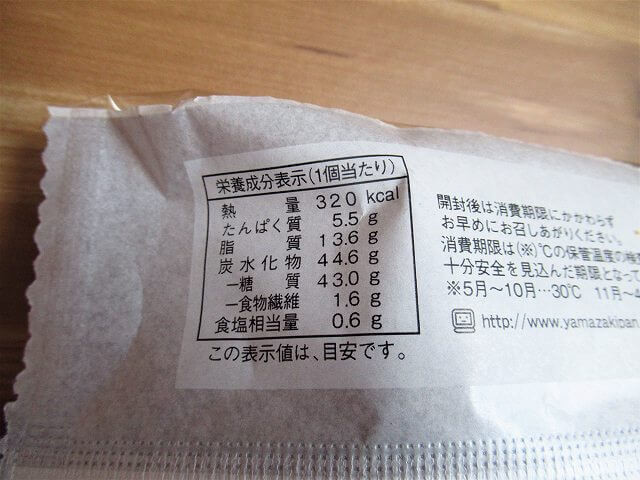 栄養成分表示(1個当たり)
熱量 320 kcal
たんぱく質 5.5 g
脂質 13.6 g
炭水化物 44.6 g
―糖質 43.0 g
―食物繊維 1.6 g
食塩相当量 0.6 g
この表示値は、目安です。
開封後は消費期限にかかわらず
お早めにお召しあがりください。
消費期限は(※)℃の保管温度の検
十分安全を見込んだ期限となって
※5月〜10月…30℃ 11月〜4
http://www.yamazakipan